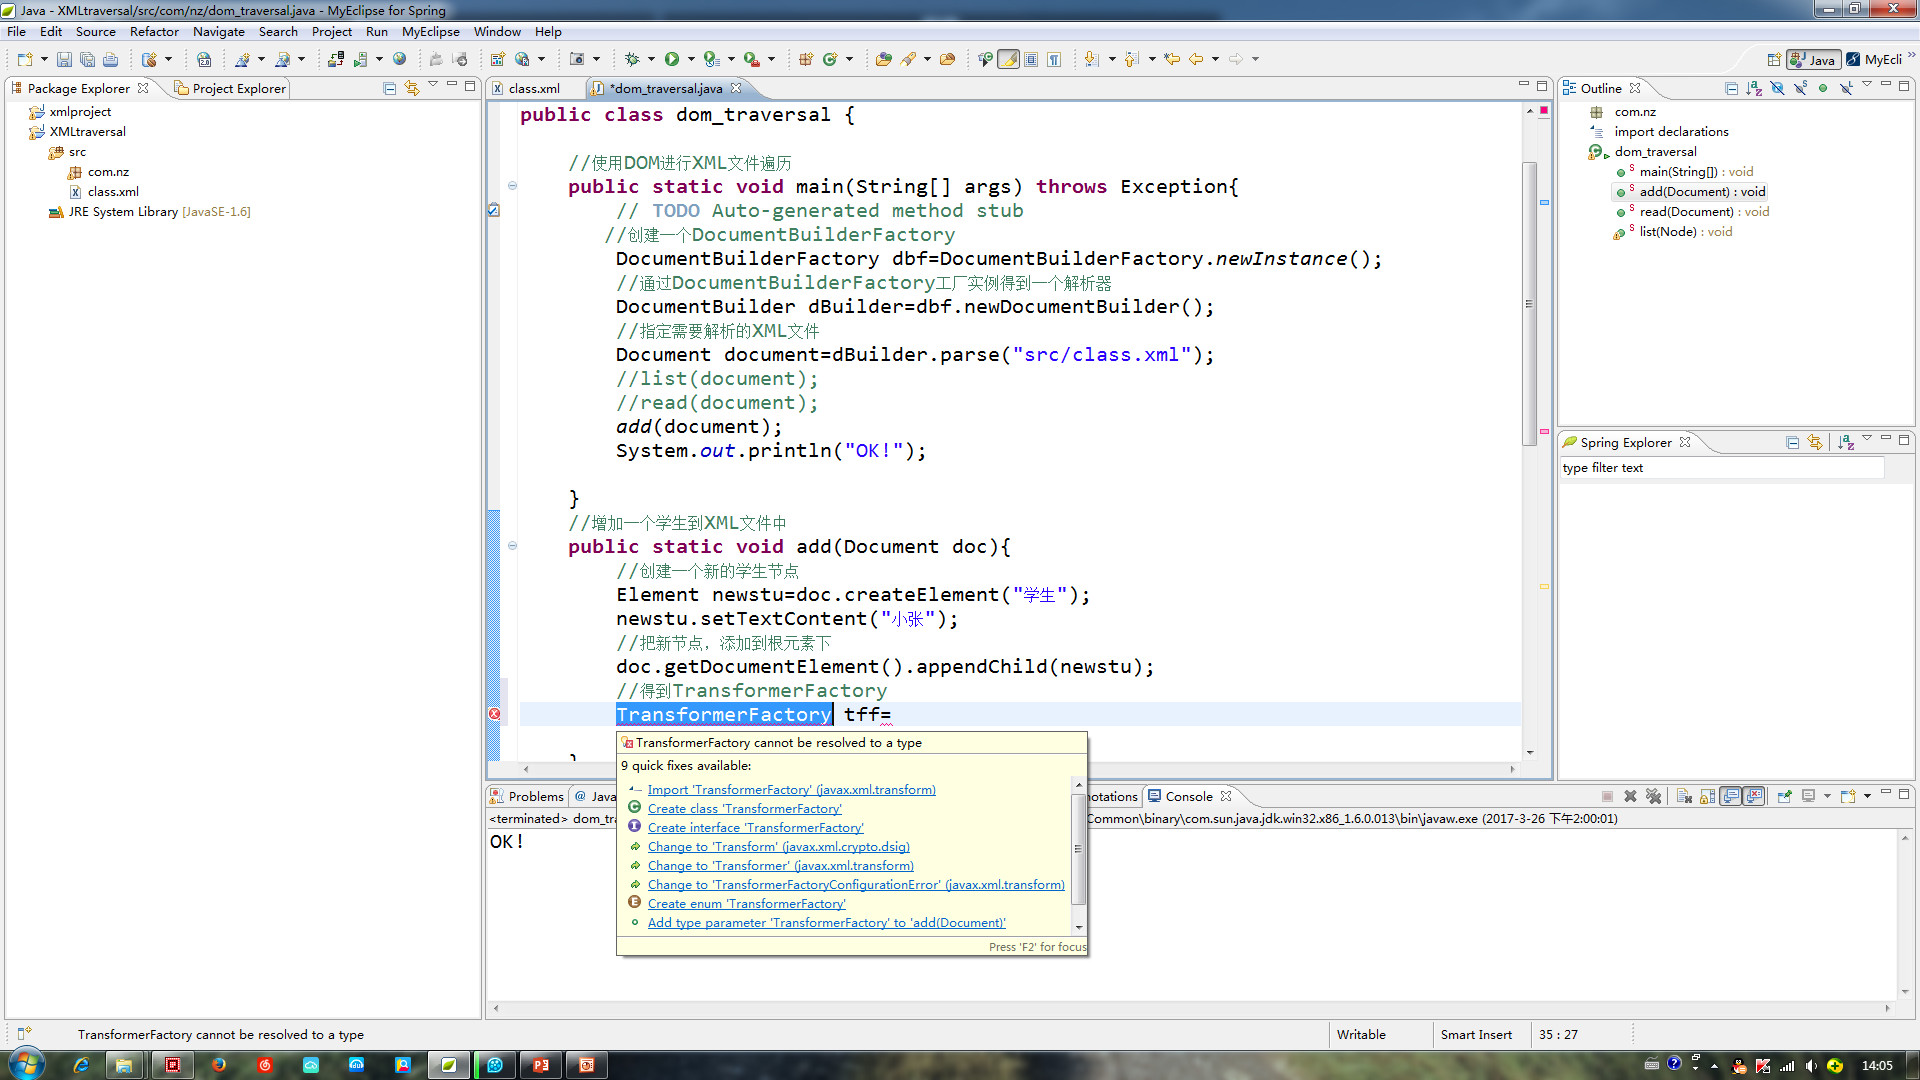 Java - XMLtraversal/src/com/nz/dom_traversal.java - MyEclipse for Spring
File Edit Source Refactor Navigate Search Project Run MyEclipse Window Help
Java MyEcli
Package Explorer
Project Explorer
xmlproject
XMLtraversal
src
com.nz
class.xml
JRE System Library [JavaSE-1.6]
class.xml
*dom_traversal.java
public class dom_traversal {
//使用DOM进行XML文件遍历
public static void main(String[] args) throws Exception{
// TODO Auto-generated method stub
//创建一个DocumentBuilderFactory
DocumentBuilderFactory dbf=DocumentBuilderFactory.newInstance();
//通过DocumentBuilderFactory工厂实例得到一个解析器
DocumentBuilder dBuilder=dbf.newDocumentBuilder();
//指定需要解析的XML文件
Document document=dBuilder.parse("src/class.xml");
//list(document);
//read(document);
add(document);
System.out.println("OK!");
}
//增加一个学生到XML文件中
public static void add(Document doc){
//创建一个新的学生节点
Element newstu=doc.createElement("学生");
newstu.setTextContent("小张");
//把新节点，添加到根元素下
doc.getDocumentElement().appendChild(newstu);
//得到TransformerFactory
TransformerFactory tff=
}
TransformerFactory cannot be resolved to a type
9 quick fixes available:
Import 'TransformerFactory' (javax.xml.transform)
Create class 'TransformerFactory'
Create interface 'TransformerFactory'
Change to 'Transform' (javax.xml.crypto.dsig)
Change to 'Transformer' (javax.xml.transform)
Change to 'TransformerFactoryConfigurationError' (javax.xml.transform)
Create enum 'TransformerFactory'
Add type parameter 'TransformerFactory' to 'add(Document)'
Press 'F2' for focus
Outline
com.nz
import declarations
dom_traversal
main(String[]) : void
add(Document) : void
read(Document) : void
list(Node) : void
Spring Explorer
type filter text
Problems @ Java notations Console
<terminated> dom_tra Common\binary\com.sun.java.jdk.win32.x86_1.6.0.013\bin\javaw.exe (2017-3-26 下午2:00:01)
OK!
TransformerFactory cannot be resolved to a type
Writable
Smart Insert
35 : 27
14:05